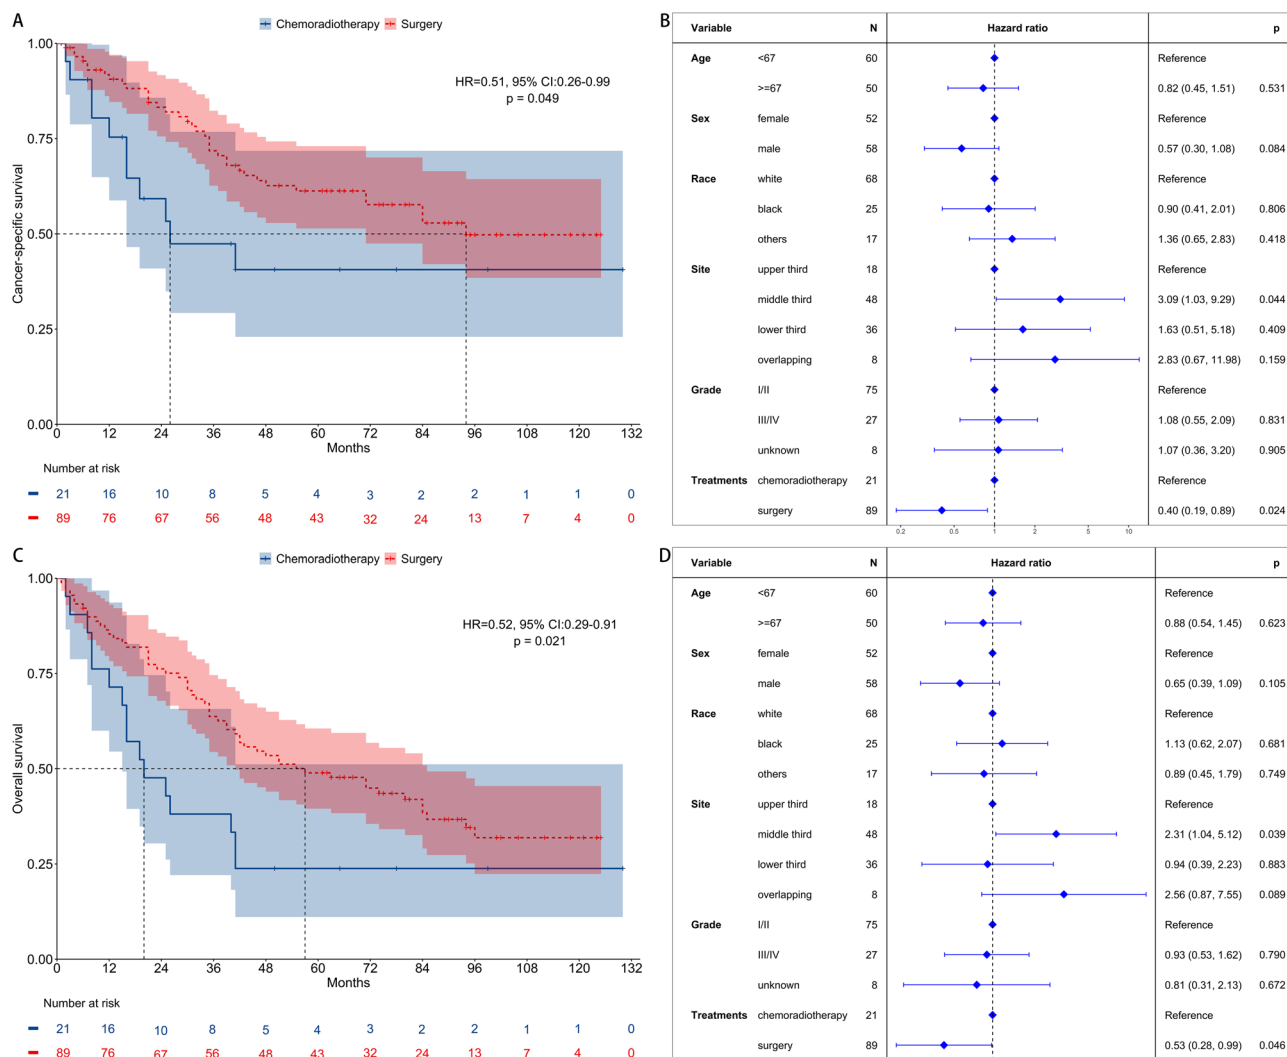 A
Chemoradiotherapy Surgery
1.00
0.75
0.50
0.25
0.00
Cancer-specific survival
HR=0.51, 95% CI:0.26-0.99
p = 0.049
0 12 24 36 48 60 72 84 96 108 120 132
Months
Number at risk
21 16 10 8 5 4 3 2 2 1 1 0
89 76 67 56 48 43 32 24 13 7 4 0
B
Variable N Hazard ratio p
Age <67 60 Reference
>=67 50 0.82 (0.45, 1.51) 0.531
Sex female 52 Reference
male 58 0.57 (0.30, 1.08) 0.084
Race white 68 Reference
black 25 0.90 (0.41, 2.01) 0.806
others 17 1.36 (0.65, 2.83) 0.418
Site upper third 18 Reference
middle third 48 3.09 (1.03, 9.29) 0.044
lower third 36 1.63 (0.51, 5.18) 0.409
overlapping 8 2.83 (0.67, 11.98) 0.159
Grade I/II 75 Reference
III/IV 27 1.08 (0.55, 2.09) 0.831
unknown 8 1.07 (0.36, 3.20) 0.905
Treatments chemoradiotherapy 21 Reference
surgery 89 0.40 (0.19, 0.89) 0.024
0.2 0.5 1 2 5 10
C
Chemoradiotherapy Surgery
1.00
0.75
0.50
0.25
0.00
Overall survival
HR=0.52, 95% CI:0.29-0.91
p = 0.021
0 12 24 36 48 60 72 84 96 108 120 132
Months
Number at risk
21 16 10 8 5 4 3 2 2 1 1 0
89 76 67 56 48 43 32 24 13 7 4 0
D
Variable N Hazard ratio p
Age <67 60 Reference
>=67 50 0.88 (0.54, 1.45) 0.623
Sex female 52 Reference
male 58 0.65 (0.39, 1.09) 0.105
Race white 68 Reference
black 25 1.13 (0.62, 2.07) 0.681
others 17 0.89 (0.45, 1.79) 0.749
Site upper third 18 Reference
middle third 48 2.31 (1.04, 5.12) 0.039
lower third 36 0.94 (0.39, 2.23) 0.883
overlapping 8 2.56 (0.87, 7.55) 0.089
Grade I/II 75 Reference
III/IV 27 0.93 (0.53, 1.62) 0.790
unknown 8 0.81 (0.31, 2.13) 0.672
Treatments chemoradiotherapy 21 Reference
surgery 89 0.53 (0.28, 0.99) 0.046